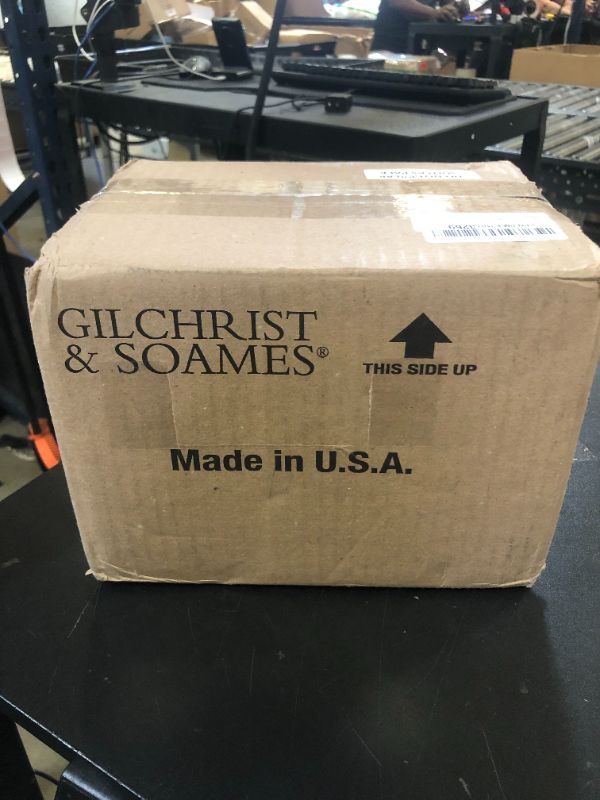 GILCHRIST
& SOAMES®
THIS SIDE UP
Made in U.S.A.